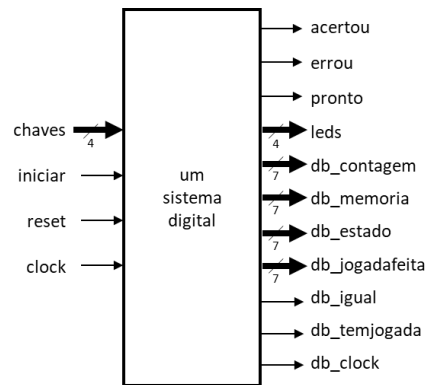 acertou
errou
pronto
chaves
4
leds
4
db_contagem
7
iniciar
um
sistema
digital
db_memoria
7
reset
db_estado
7
clock
db_jogadafeita
7
db_igual
db_temjogada
db_clock